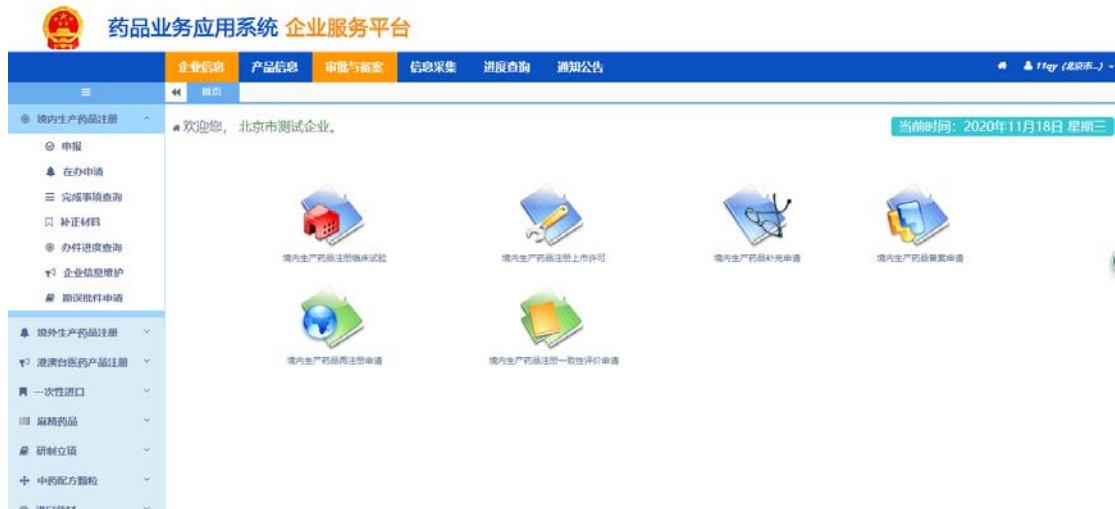 药品业务应用系统 企业服务平台
企业信息 产品信息 审批与备案 信息采集 进度查询 通知公告 11qy (北京市...)
首页
境内生产药品注册
欢迎您， 北京市测试企业。
当前时间：2020年11月18日 星期三
申报
在办申请
完成事项查询
补正材料
办件进度查询
企业信息维护
勘误批件申请
境内生产药品注册临床试验
境内生产药品注册上市许可
境内生产药品补充申请
境内生产药品备案申请
境内生产药品再注册申请
境内生产药品注册一致性评价申请
境外生产药品注册
港澳台医药产品注册
一次性进口
麻精药品
研制立项
中药配方颗粒